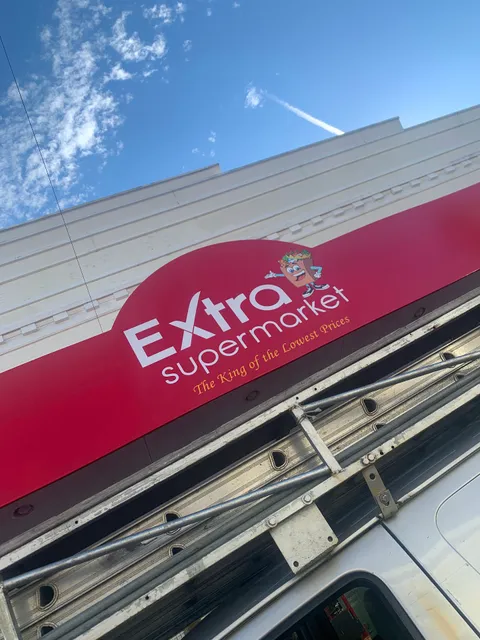 Extra
supermarket
The King of the Lowest Prices